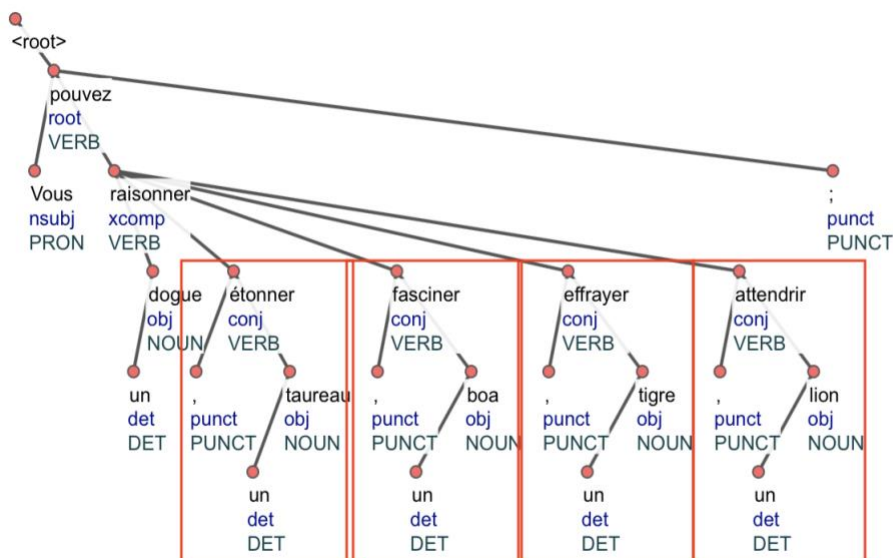 <root>
pouvez
root
VERB
Vous raisonner ;
nsubj xcomp punct
PRON VERB PUNCT
dogue étonner fasciner effrayer attendrir
obj conj conj conj conj
NOUN VERB VERB VERB VERB
un , taureau , boa , tigre , lion
det punct obj punct obj punct obj punct obj
DET PUNCT NOUN PUNCT NOUN PUNCT NOUN PUNCT NOUN
un un un un
det det det det
DET DET DET DET